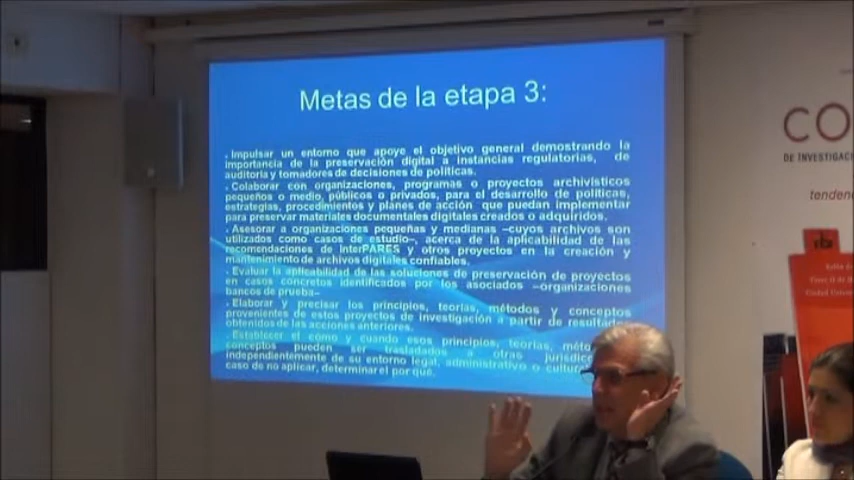 Metas de la etapa 3:
. Impulsar un entorno que apoye el objetivo general demostrando la
importancia de la preservación digital a instancias regulatorias, de
auditoría y tomadores de decisiones de políticas.
. Colaborar con organizaciones, programas o proyectos archivísticos
pequeños o medio, públicos o privados, para el desarrollo de políticas,
estrategias, procedimientos y planes de acción que puedan implementar
para preservar materiales documentales digitales creados o adquiridos.
. Asesorar a organizaciones pequeñas y medianas –cuyos archivos son
utilizados como casos de estudio–, acerca de la aplicabilidad de las
recomendaciones de InterPARES y otros proyectos en la creación y
mantenimiento de archivos digitales confiables.
. Evaluar la aplicabilidad de las soluciones de preservación de proyectos
en casos concretos identificados por los asociados –organizaciones
bancos de prueba–
. Elaborar y precisar los principios, teorías, métodos y conceptos
provenientes de estos proyectos de investigación a partir de
obtenidos de las acciones anteriores.
. Establecer el cómo y cuándo esos principios, teorías,
conceptos pueden ser trasladados a otras
independientemente de su entorno legal, administrativo o
caso de no aplicar, determinar el por qué.
CO
DE